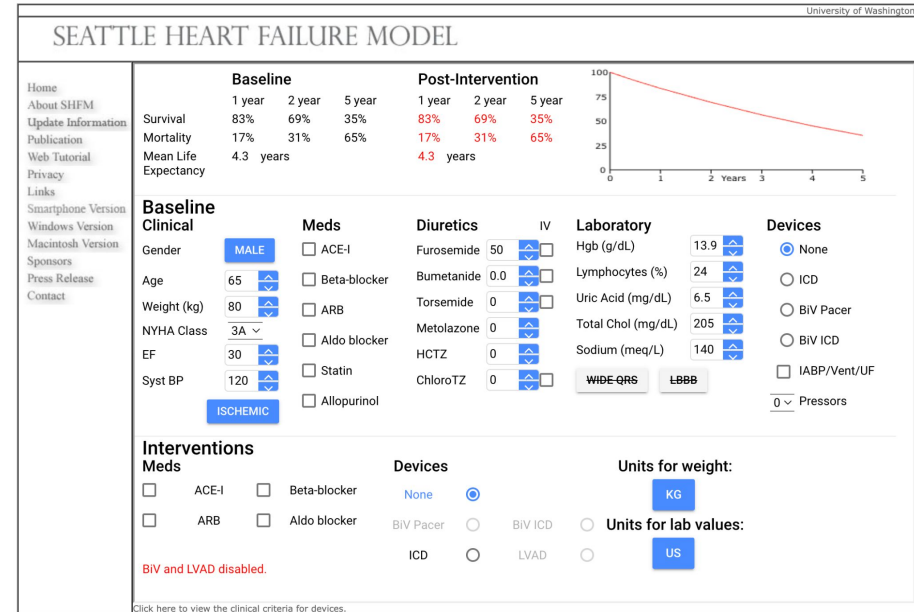 University of Washington
SEATTLE HEART FAILURE MODEL
Home
About SHFM
Update Information
Publication
Web Tutorial
Privacy
Links
Smartphone Version
Windows Version
Macintosh Version
Sponsors
Press Release
Contact
Baseline Post-Intervention
1 year 2 year 5 year 1 year 2 year 5 year
Survival 83% 69% 35% 83% 69% 35%
Mortality 17% 31% 65% 17% 31% 65%
Mean Life Expectancy 4.3 years 4.3 years
100
75
50
25
0
0 1 2 Years 3 4 5
Baseline
Clinical
Gender MALE
Age 65
Weight (kg) 80
NYHA Class 3A
EF 30
Syst BP 120
ISCHEMIC
Meds
ACE-I
Beta-blocker
ARB
Aldo blocker
Statin
Allopurinol
Diuretics IV
Furosemide 50
Bumetanide 0.0
Torsemide 0
Metolazone 0
HCTZ 0
ChloroTZ 0
Laboratory
Hgb (g/dL) 13.9
Lymphocytes (%) 24
Uric Acid (mg/dL) 6.5
Total Chol (mg/dL) 205
Sodium (meq/L) 140
WIDE QRS LBBB
Devices
None
ICD
BiV Pacer
BiV ICD
IABP/Vent/UF
0 Pressors
Interventions
Meds
ACE-I Beta-blocker
ARB Aldo blocker
BiV and LVAD disabled.
Devices
None
BiV Pacer BiV ICD
ICD LVAD
Units for weight:
KG
Units for lab values:
US
Click here to view the clinical criteria for devices.